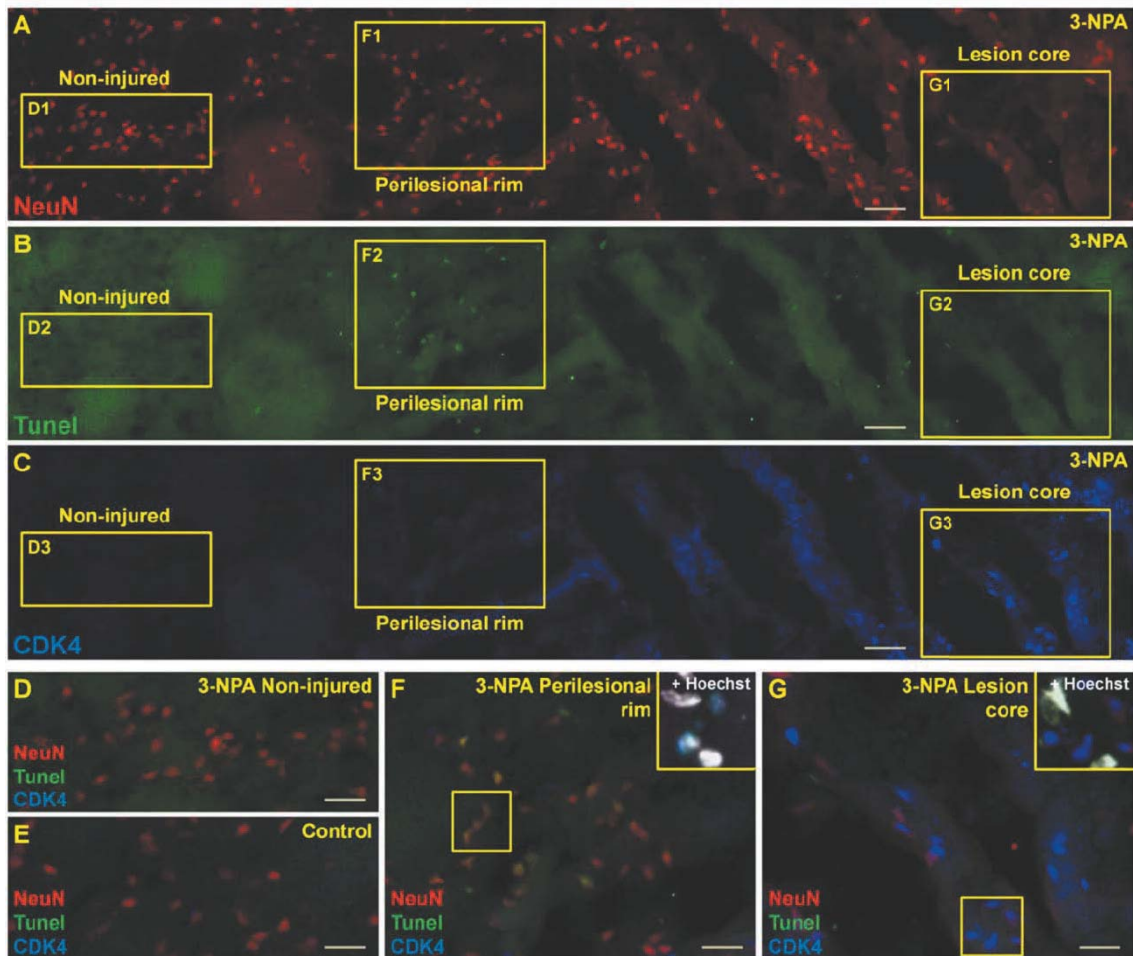 A
3-NPA
F1
Non-injured
Lesion core
D1
G1
Perilesional rim
NeuN
B
3-NPA
F2
Non-injured
Lesion core
D2
G2
Perilesional rim
Tunel
C
3-NPA
F3
Non-injured
Lesion core
D3
G3
Perilesional rim
CDK4
D
3-NPA Non-injured
NeuN
Tunel
CDK4
E
Control
NeuN
Tunel
CDK4
F
3-NPA Perilesional
rim
+ Hoechst
NeuN
Tunel
CDK4
G
3-NPA Lesion
core
+ Hoechst
NeuN
Tunel
CDK4